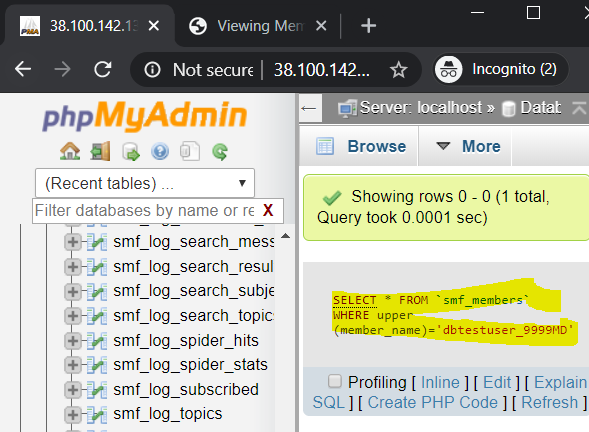 38.100.142.13
Viewing Mem
Not secure
38.100.142...
Incognito (2)
phpMyAdmin
(Recent tables) ...
Filter databases by name or re X
smf_log_search_mess
smf_log_search_resul
smf_log_search_subje
smf_log_search_topics
smf_log_spider_hits
smf_log_spider_stats
smf_log_subscribed
smf_log_topics
Server: localhost » Datab
Browse More
Showing rows 0 - 0 (1 total,
Query took 0.0001 sec)
SELECT * FROM `smf_members`
WHERE upper
(member_name)='dbtestuser_9999MD'
Profiling [ Inline ] [ Edit ] [ Explain
SQL ] [ Create PHP Code ] [ Refresh ]